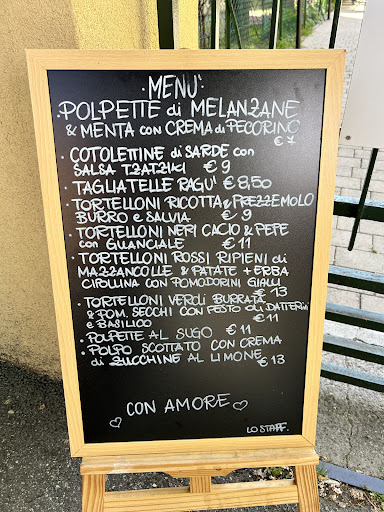 · MENU'·
·POLPETTE di MELANZANE
& MENTA con CREMA di PECORINO
€ 7
· COTOLETTINE di SARDE con
SALSA TZATZIKI € 9
· TAGLIATELLE RAGU' € 8,50
· TORTELLONI RICOTTA & PREZZEMOLO
BURRO e SALVIA € 9
· TORTELLONI NERI CACIO & PEPE
con GUANCIALE € 11
· TORTELLONI ROSSI RIPIENI di
MAZZANCOLLE & PATATE + ERBA
CIPOLLINA con POMODORINI GIALLI
€ 13
· TORTELLONI VERDI BURRATA
& POM. SECCHI con PESTO di DATTERINI
e BASILICO € 11
· POLPETTE AL SUGO € 11
· POLPO SCOTTATO CON CREMA
di ZUCCHINE AL LIMONE € 13
CON AMORE
LO STAFF.